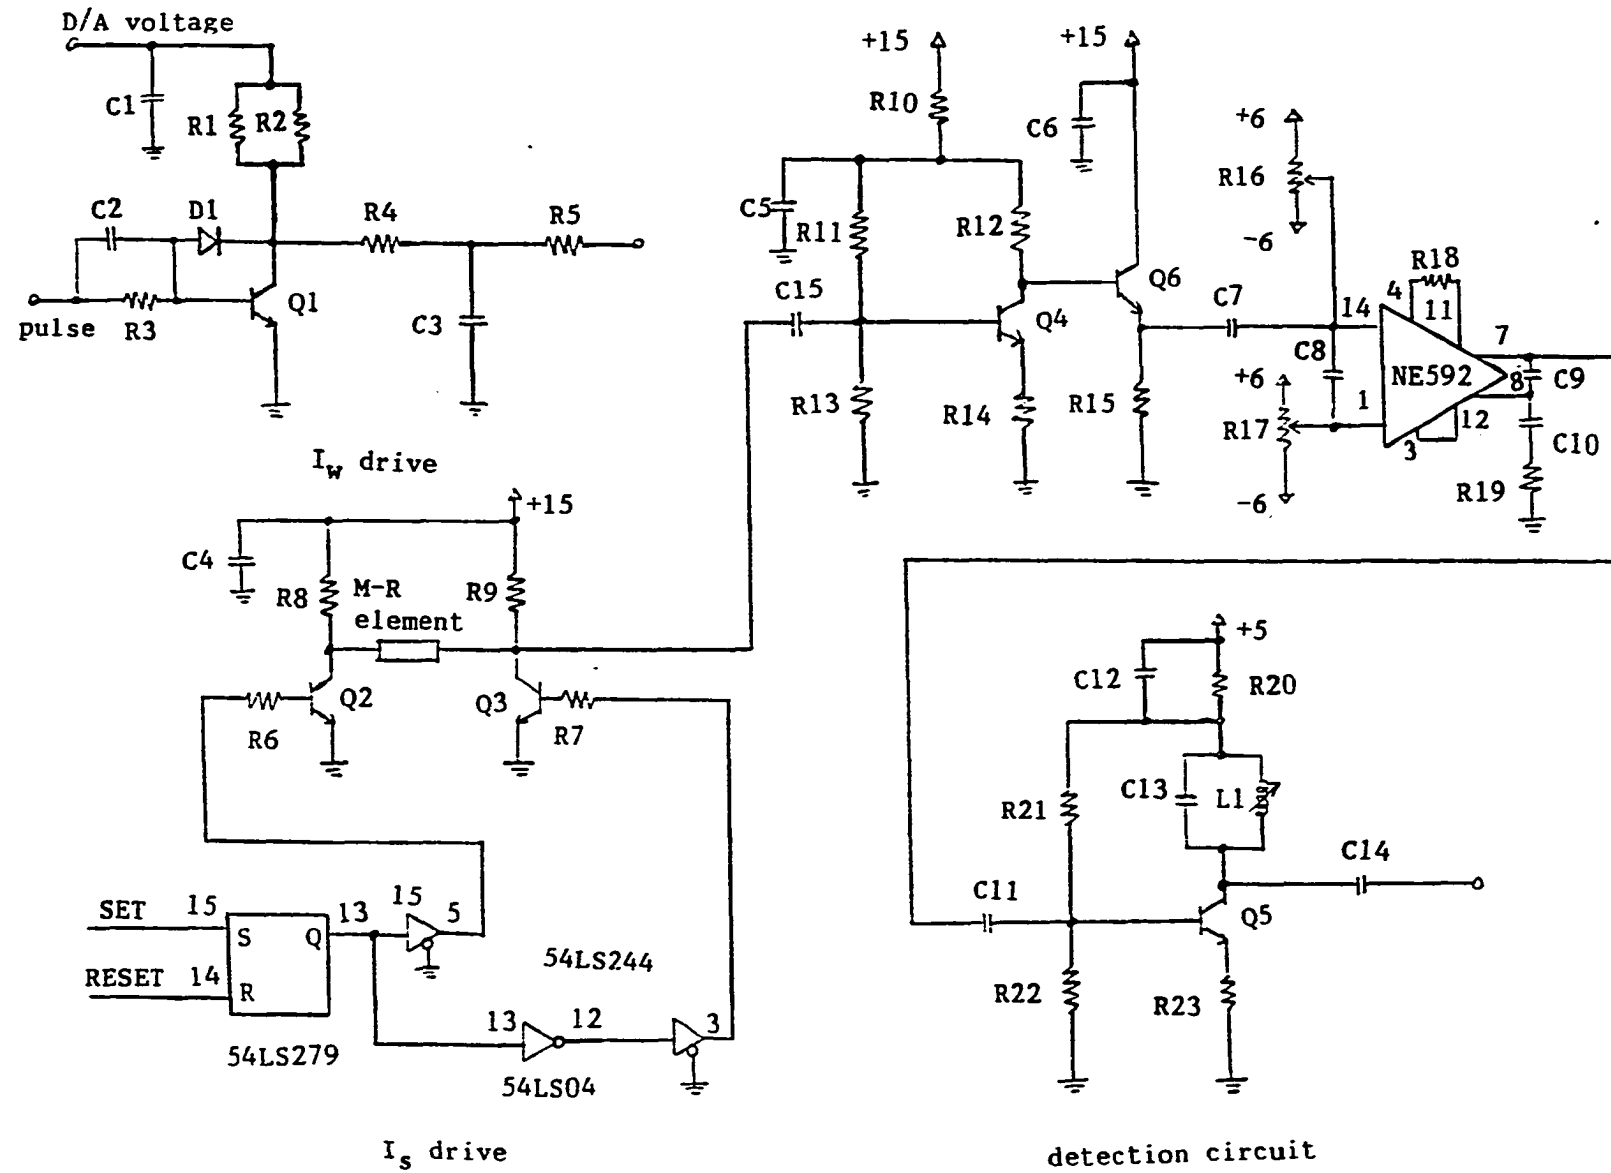 D/A voltage
C1
R1
R2
C2
D1
R4
R5
pulse
R3
Q1
C3
I_w drive
+15
C4
R8
M-R
element
R9
Q2
Q3
R6
R7
SET
15
S
Q
13
15
5
RESET
14
R
54LS279
54LS244
13
12
3
54LS04
I_s drive
+15
+15
R10
C6
C5
R11
R12
C15
Q4
Q6
R13
R14
R15
C7
+6
R16
-6
R18
4
11
14
7
C8
NE592
8
C9
+6
R17
1
12
3
C10
-6
R19
+5
C12
R20
C13
L1
R21
C14
C11
Q5
R22
R23
detection circuit